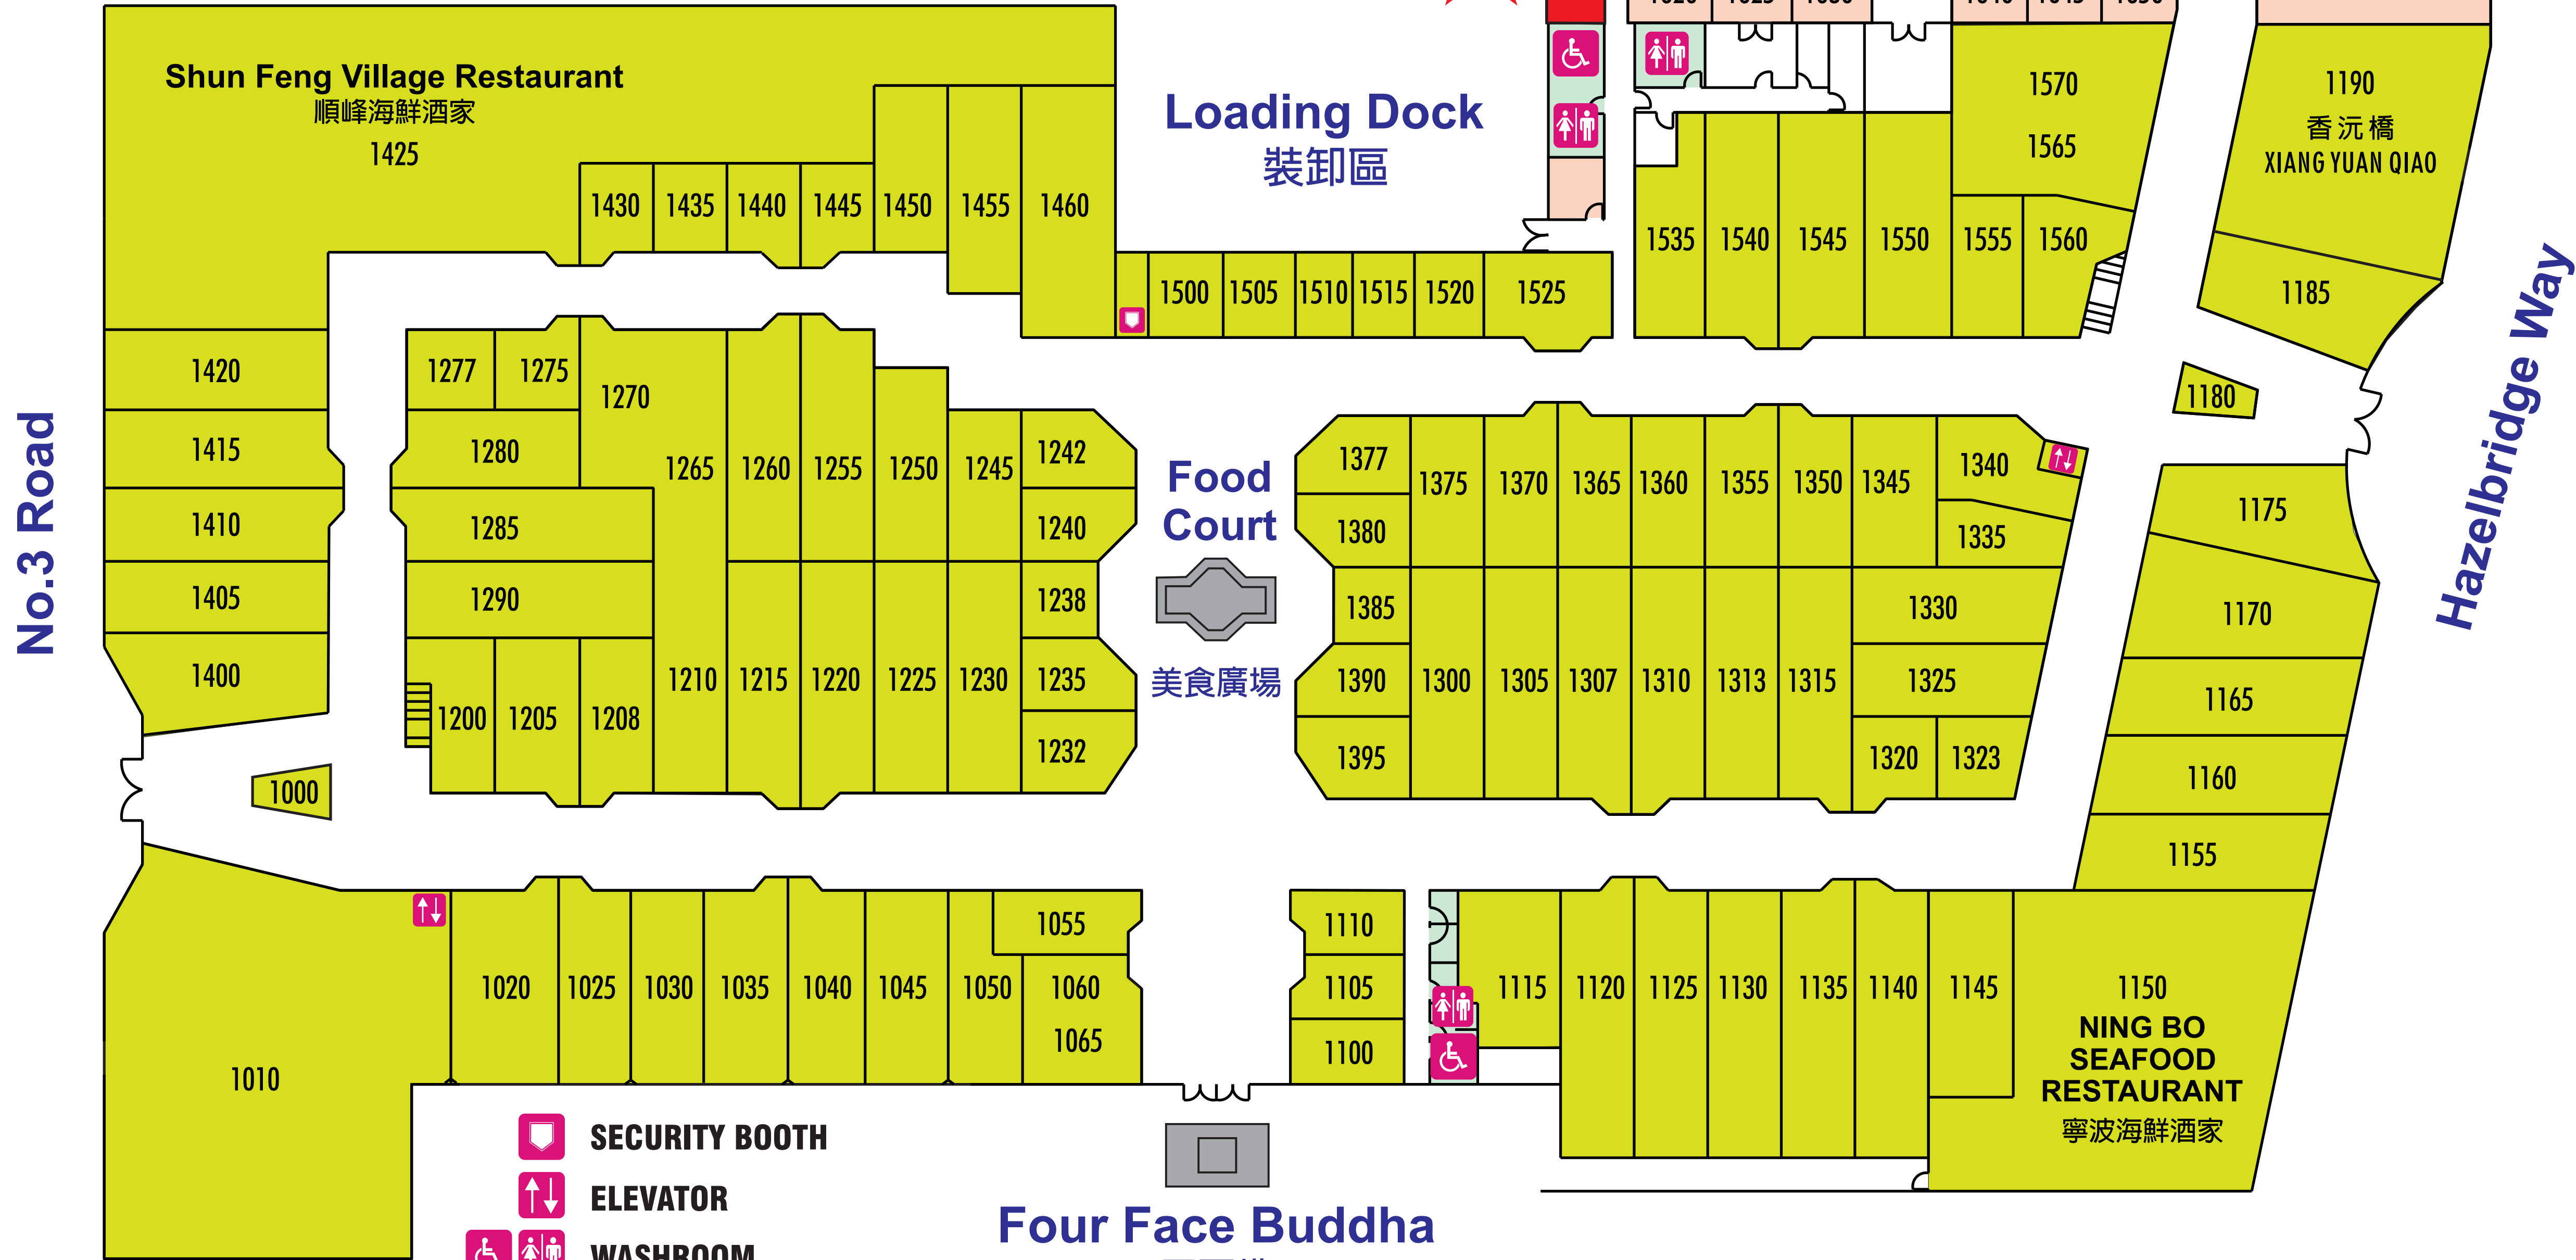 Shun Feng Village Restaurant
順峰海鮮酒家
1425
1430 1435 1440 1445 1450 1455 1460
Loading Dock
裝卸區
1500 1505 1510 1515 1520 1525
1535 1540 1545 1550 1555 1560
1570
1565
1190
香沅橋
XIANG YUAN QIAO
1185
1180
Hazelbridge Way
No.3 Road
1420
1415
1410
1405
1400
1000
1277 1275
1270
1280
1285
1290
1265 1260 1255 1250 1245
1242
1240
1238
1235
1232
1200 1205 1208 1210 1215 1220 1225 1230
Food
Court
美食廣場
1377
1380
1385
1390
1395
1375 1370 1365 1360 1355 1350 1345
1340
1335
1330
1325
1320 1323
1300 1305 1307 1310 1313 1315
1175
1170
1165
1160
1155
1010
1020 1025 1030 1035 1040 1045 1050
1055
1060
1065
1110
1105
1100
1115 1120 1125 1130 1135 1140 1145
1150
NING BO
SEAFOOD
RESTAURANT
寧波海鮮酒家
SECURITY BOOTH
ELEVATOR
WASHROOM
Four Face Buddha